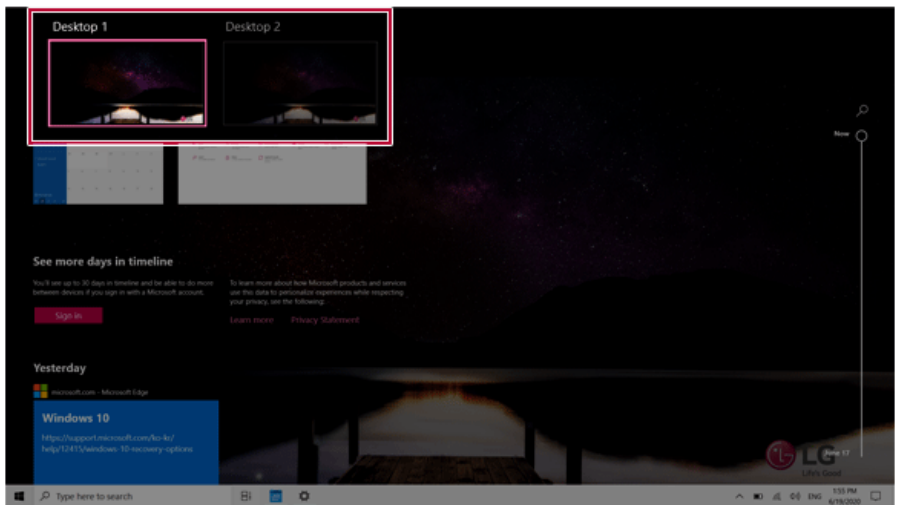 Desktop 1
Desktop 2
Now
See more days in timeline
You'll see up to 30 days in timeline and be able to do more
between devices if you sign in with a Microsoft account.
Sign in
To learn more about how Microsoft products and services
use this data to personalize experiences while respecting
your privacy, see the following:
Learn more Privacy Statement
Yesterday
microsoft.com - Microsoft Edge
Windows 10
https://support.microsoft.com/ko-kr/
help/12415/windows-10-recovery-options
LG
Life's Good
June 17
Type here to search
ENG
1:55 PM
6/19/2020